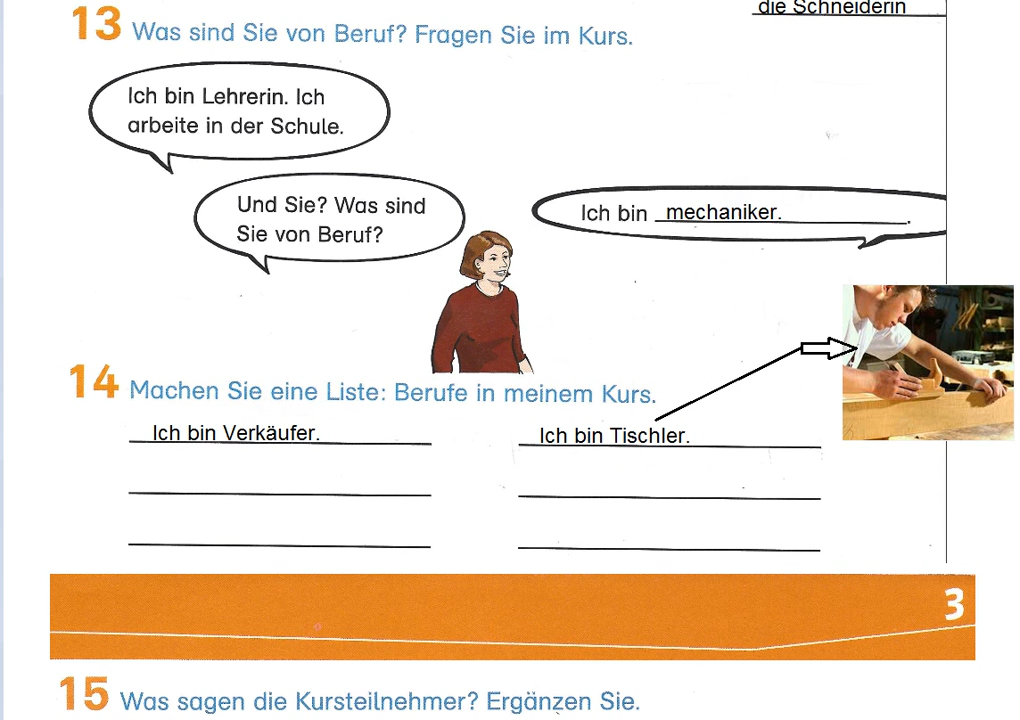 die Schneiderin
13 Was sind Sie von Beruf? Fragen Sie im Kurs.
Ich bin Lehrerin. Ich
arbeite in der Schule.
Und Sie? Was sind
Sie von Beruf?
Ich bin mechaniker.
14 Machen Sie eine Liste: Berufe in meinem Kurs.
Ich bin Verkäufer.
Ich bin Tischler.
3
15 Was sagen die Kursteilnehmer? Ergänzen Sie.